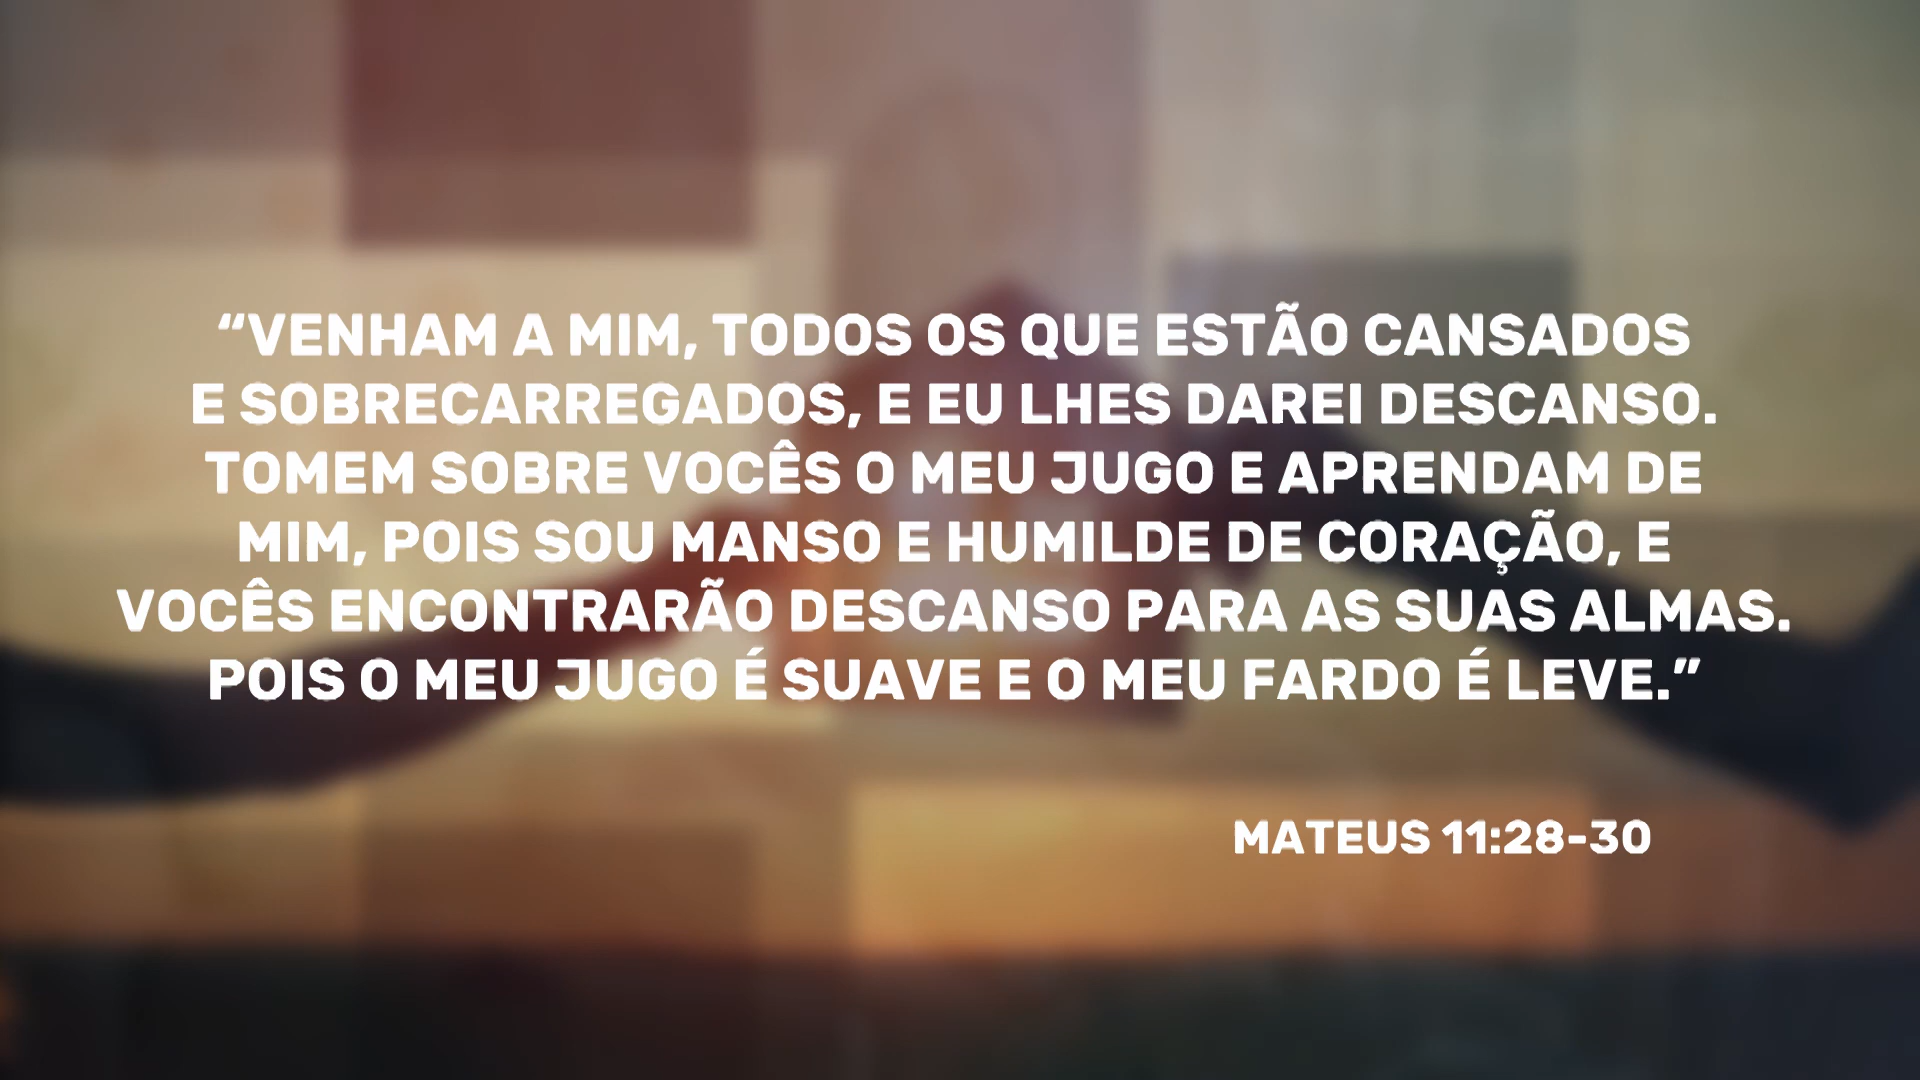 “VENHAM A MIM, TODOS OS QUE ESTÃO CANSADOS
E SOBRECARREGADOS, E EU LHES DAREI DESCANSO.
TOMEM SOBRE VOCÊS O MEU JUGO E APRENDAM DE
MIM, POIS SOU MANSO E HUMILDE DE CORAÇÃO, E
VOCÊS ENCONTRARÃO DESCANSO PARA AS SUAS ALMAS.
POIS O MEU JUGO É SUAVE E O MEU FARDO É LEVE.”
MATEUS 11:28-30